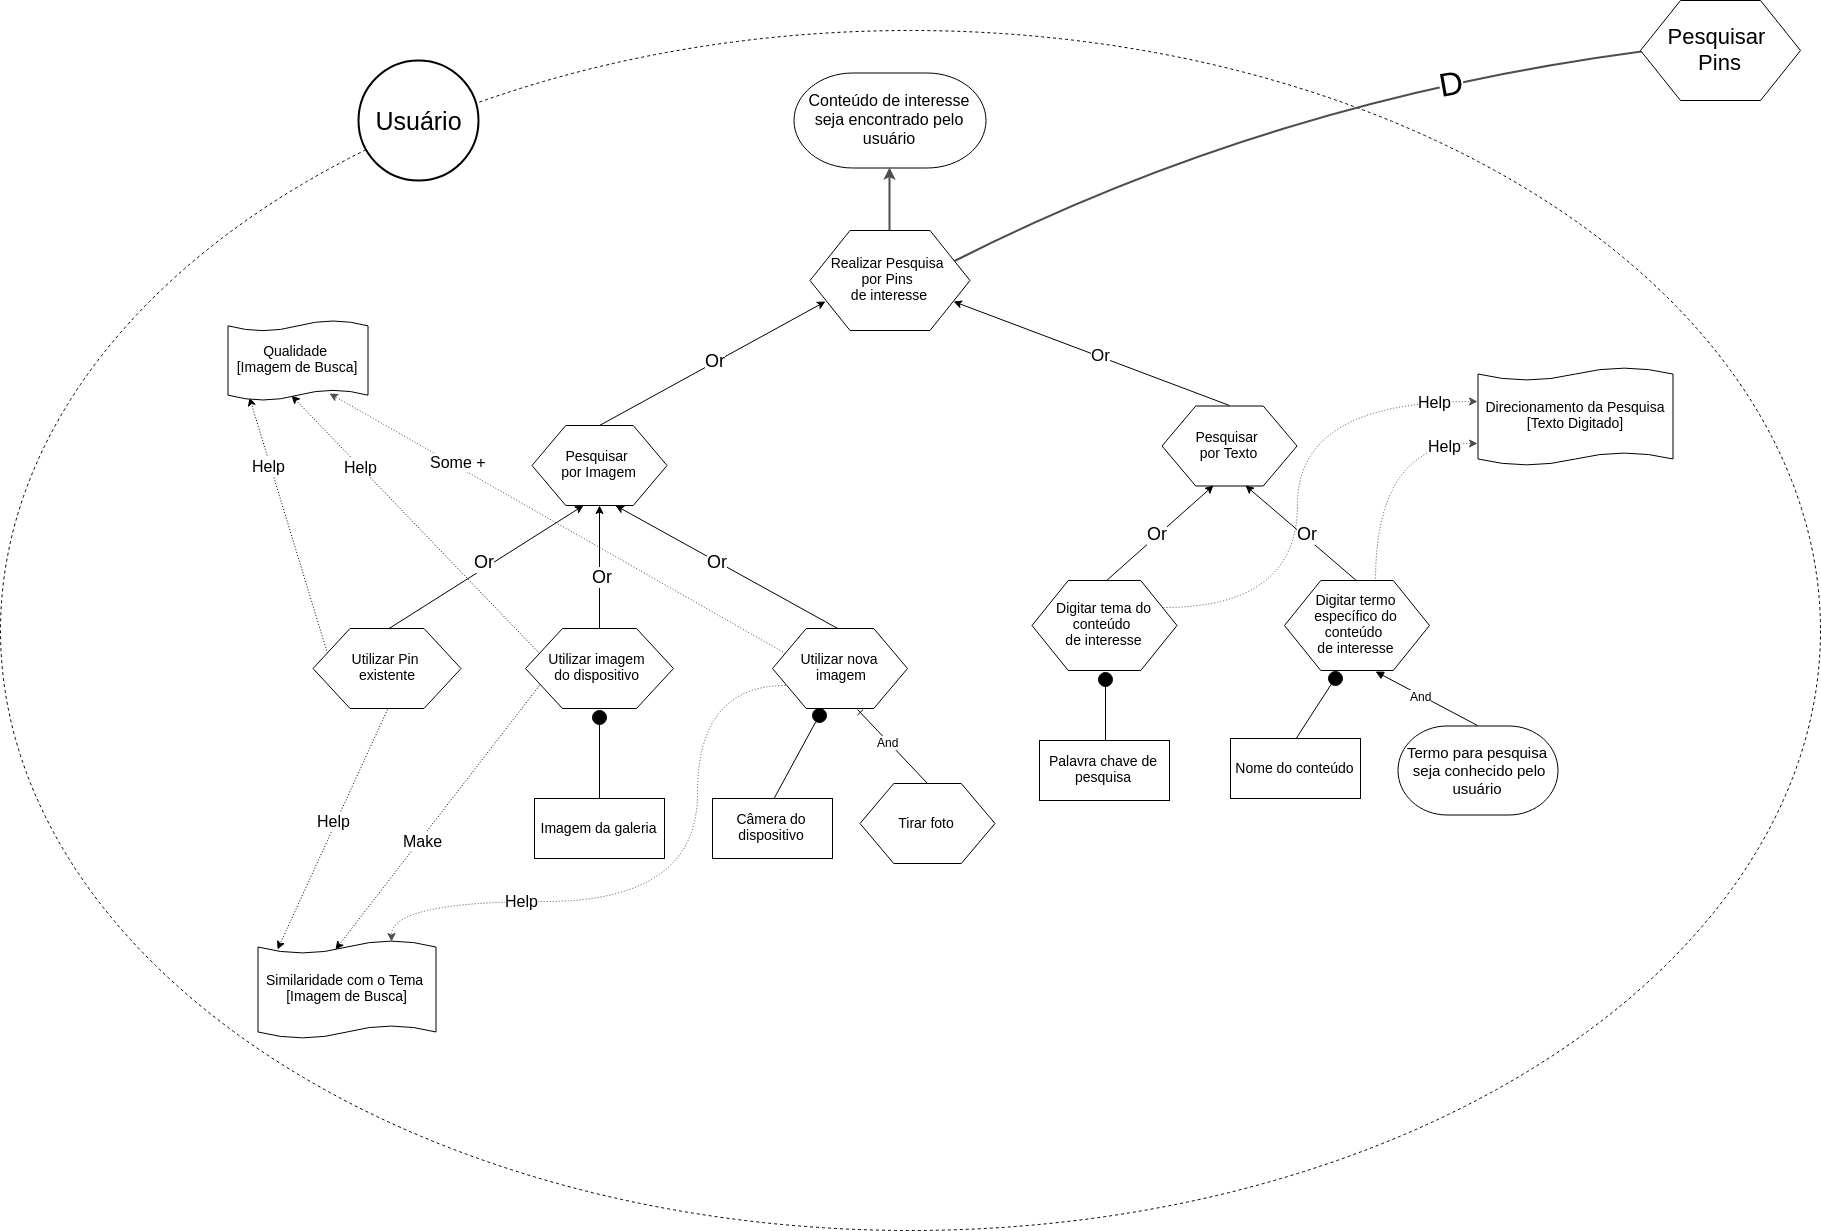 Pesquisar
Pins
D
Usuário
Conteúdo de interesse
seja encontrado pelo
usuário
Realizar Pesquisa
por Pins
de interesse
Or
Or
Qualidade
[Imagem de Busca]
Direcionamento da Pesquisa
[Texto Digitado]
Help
Help
Pesquisar
por Imagem
Pesquisar
por Texto
Help
Help
Some +
Or
Or
Or
Or
Or
Utilizar Pin
existente
Utilizar imagem
do dispositivo
Utilizar nova
imagem
Digitar tema do
conteúdo
de interesse
Digitar termo
específico do
conteúdo
de interesse
And
And
Imagem da galeria
Câmera do
dispositivo
Tirar foto
Palavra chave de
pesquisa
Nome do conteúdo
Termo para pesquisa
seja conhecido pelo
usuário
Help
Make
Help
Similaridade com o Tema
[Imagem de Busca]